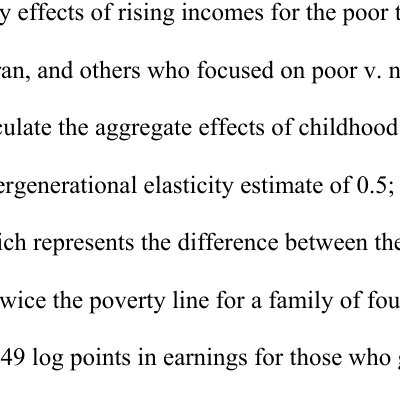 y effects of rising incomes for the poor t
ran, and others who focused on poor v. n
culate the aggregate effects of childhood
ergenerational elasticity estimate of 0.5;
ich represents the difference between the
wice the poverty line for a family of fou
49 log points in earnings for those who g